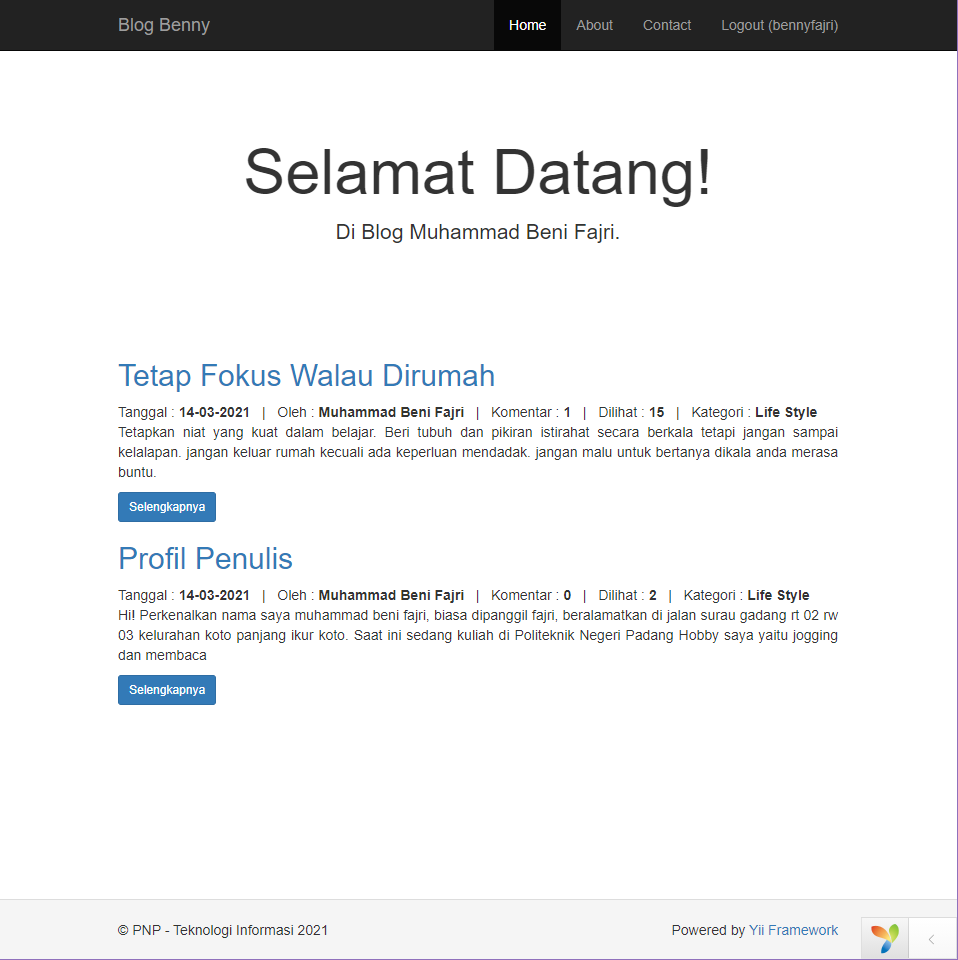 Blog Benny Home About Contact Logout (bennyfajri)
Selamat Datang!
Di Blog Muhammad Beni Fajri.
Tetap Fokus Walau Dirumah
Tanggal : 14-03-2021 | Oleh : Muhammad Beni Fajri | Komentar : 1 | Dilihat : 15 | Kategori : Life Style
Tetapkan niat yang kuat dalam belajar. Beri tubuh dan pikiran istirahat secara berkala tetapi jangan sampai
kelalapan. jangan keluar rumah kecuali ada keperluan mendadak. jangan malu untuk bertanya dikala anda merasa
buntu.
Selengkapnya
Profil Penulis
Tanggal : 14-03-2021 | Oleh : Muhammad Beni Fajri | Komentar : 0 | Dilihat : 2 | Kategori : Life Style
Hi! Perkenalkan nama saya muhammad beni fajri, biasa dipanggil fajri, beralamatkan di jalan surau gadang rt 02 rw
03 kelurahan koto panjang ikur koto. Saat ini sedang kuliah di Politeknik Negeri Padang Hobby saya yaitu jogging
dan membaca
Selengkapnya
© PNP - Teknologi Informasi 2021 Powered by Yii Framework